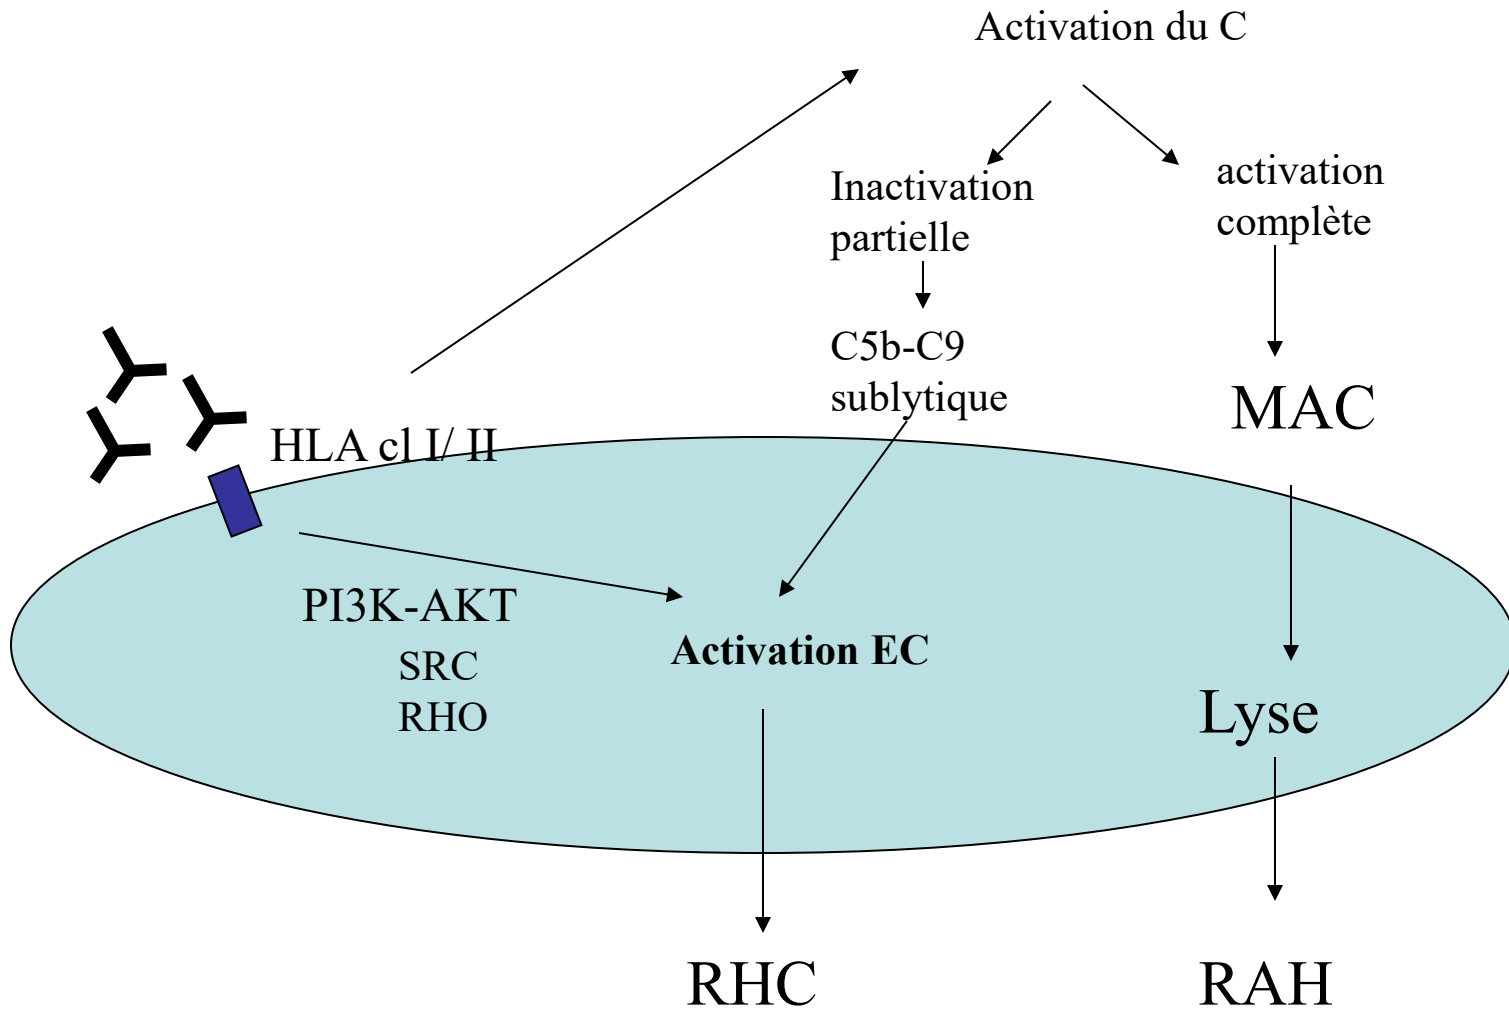 Activation du C
Inactivation
partielle
activation
complète
C5b-C9
sublytique
MAC
HLA cl I/ II
PI3K-AKT
SRC
RHO
Activation EC
Lyse
RHC
RAH